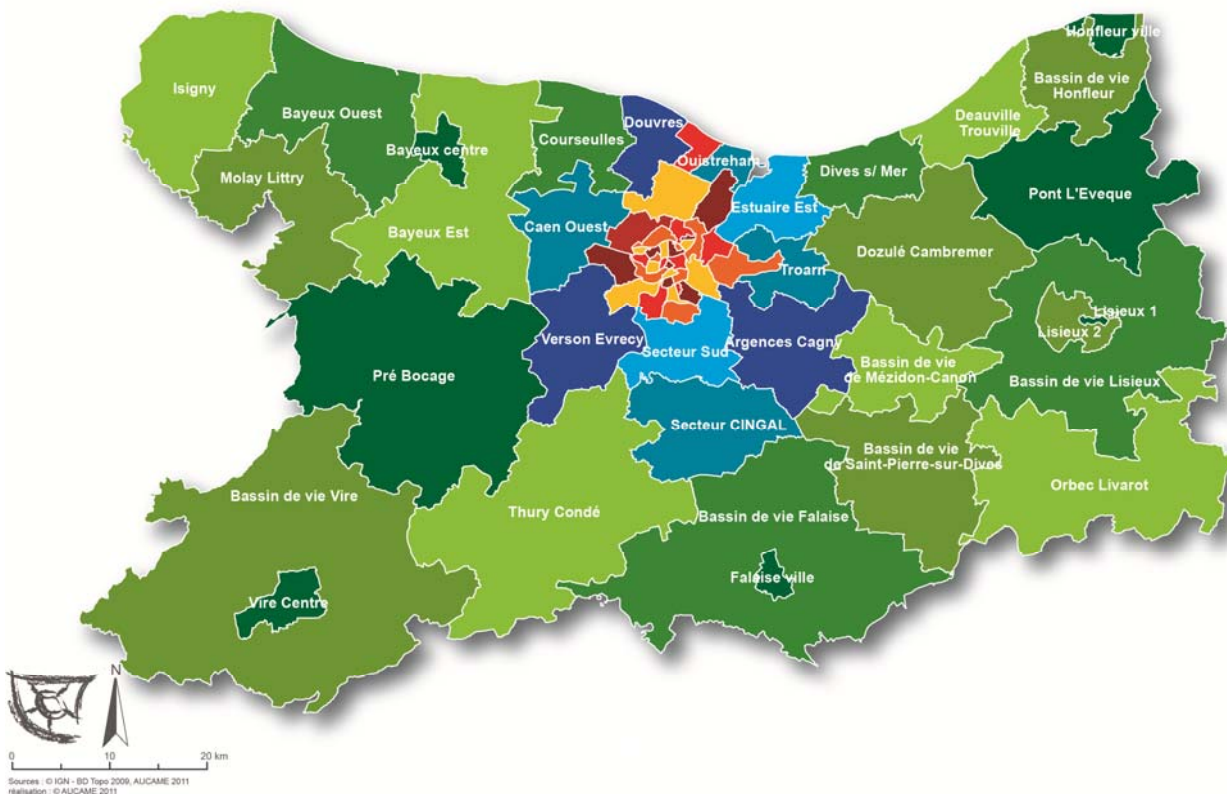 Honfleur ville
Isigny
Bassin de vie
Honfleur
Bayeux Ouest
Deauville
Trouville
Douvres
Courseulles
Bayeux centre
Ouistreham
Molay Littry
Dives s/ Mer
Pont L'Eveque
Estuaire Est
Caen Ouest
Bayeux Est
Dozulé Cambremer
Troarn
Lisieux 1
Lisieux 2
Verson Evrecy
Argences Cagny
Secteur Sud
Bassin de vie
de Mézidon-Canon
Pré Bocage
Bassin de vie Lisieux
Secteur CINGAL
Bassin de vie
de Saint-Pierre-sur-Dives
Orbec Livarot
Bassin de vie Vire
Thury Condé
Bassin de vie Falaise
Falaise ville
Vire Centre
N
0 10 20 km
Sources : © IGN - BD Topo 2009, AUCAME 2011
réalisation : © AUCAME 2011